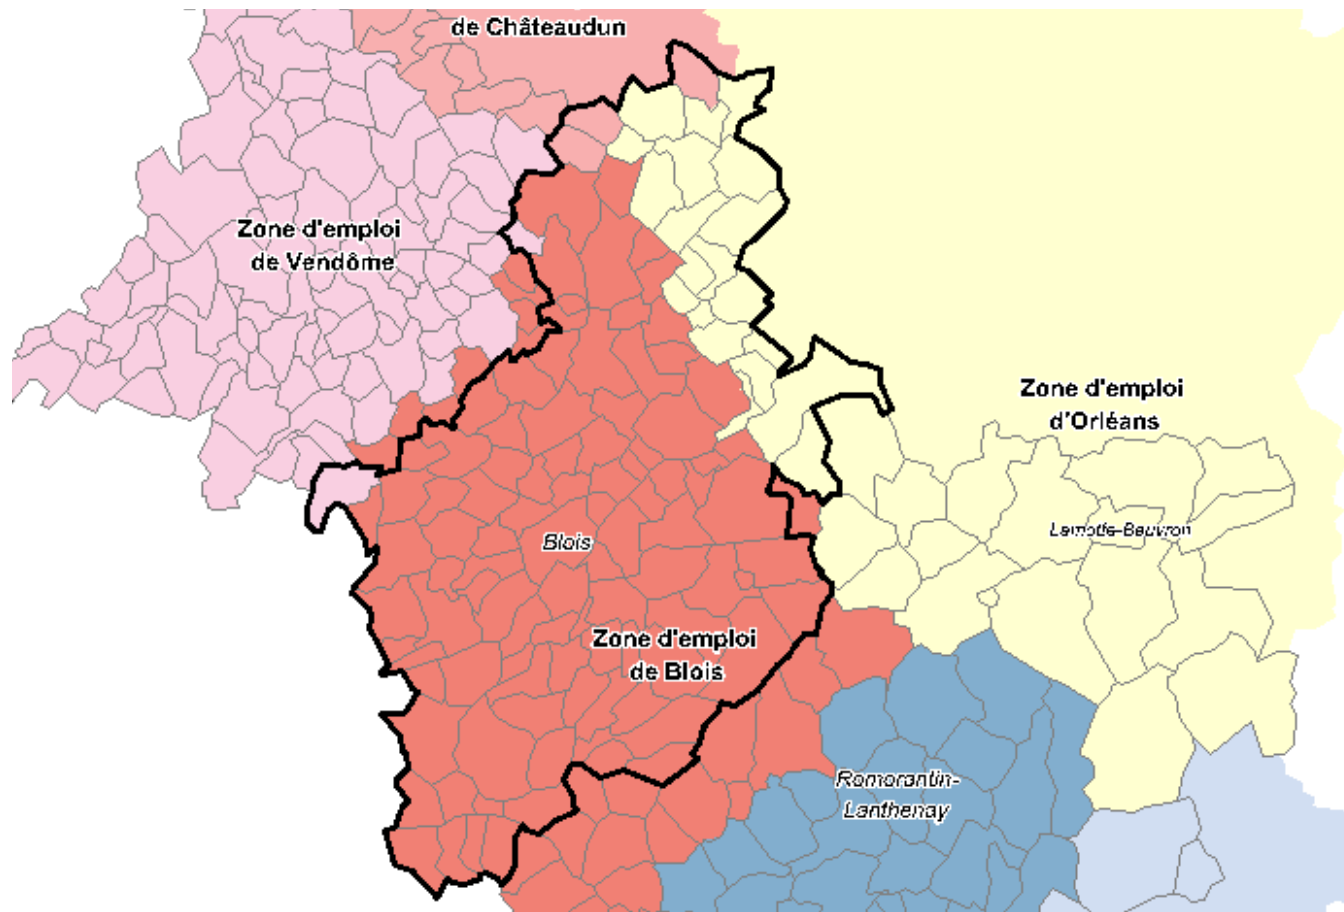 de Châteaudun
Zone d'emploi
de Vendôme
Zone d'emploi
d'Orléans
Lamotte-Beuvron
Blois
Zone d'emploi
de Blois
Romorantin-
Lanthenay